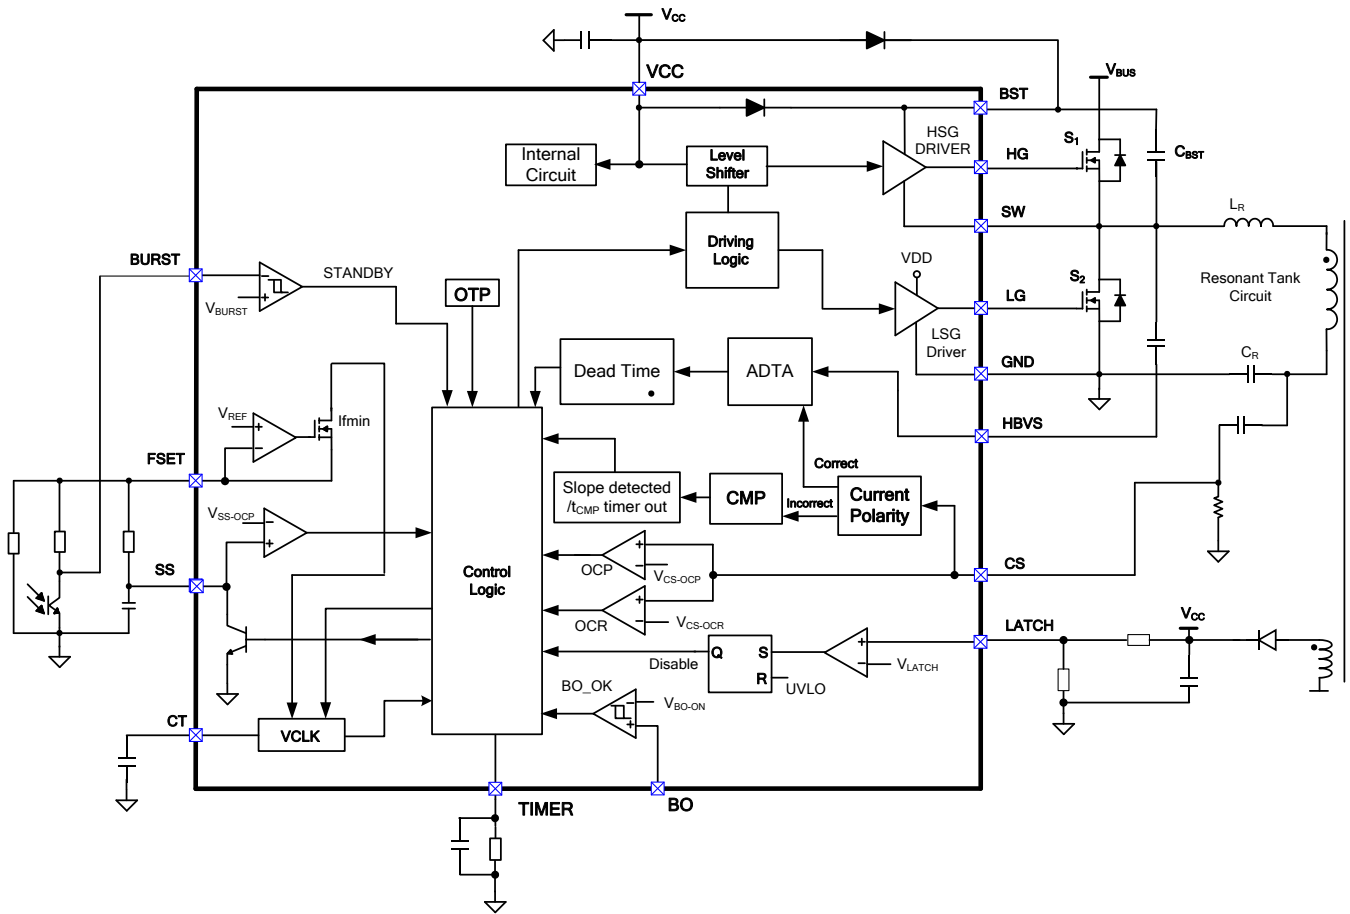 VCC
VCC
BST
VBUS
HSG
DRIVER
Internal
Circuit
Level
Shifter
HG
S1
CBST
SW
LR
BURST
STANDBY
VBURST
Driving
Logic
VDD
S2
Resonant Tank
Circuit
OTP
LG
LSG
Driver
Dead Time
ADTA
GND
CR
VREF
Ifmin
HBVS
FSET
Correct
Slope detected
/tCMP timer out
CMP
Incorrect
Current
Polarity
VSS-OCP
SS
Control
Logic
OCP
VCS-OCP
CS
OCR
VCS-OCR
LATCH
VCC
Disable
Q
S
R
VLATCH
UVLO
BO_OK
VBO-ON
CT
VCLK
TIMER
BO